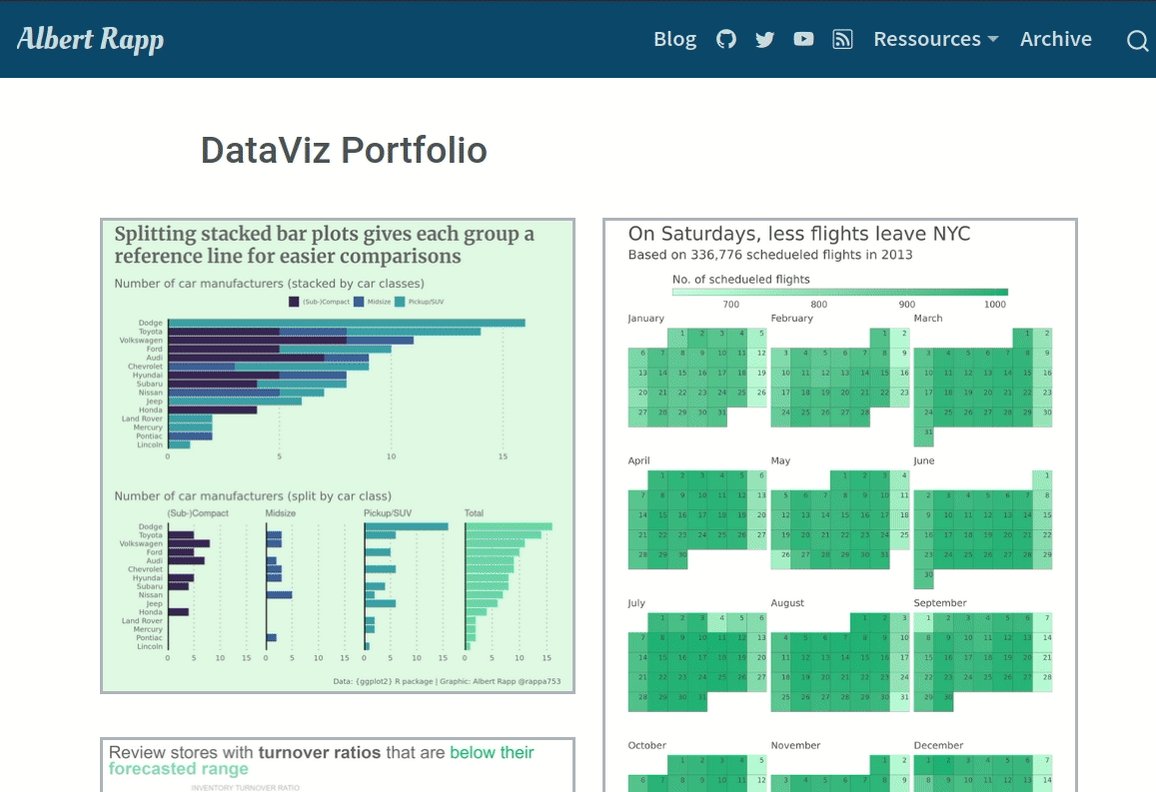 Albert Rapp
Blog Ressources Archive
DataViz Portfolio
Splitting stacked bar plots gives each group a
reference line for easier comparisons
Number of car manufacturers (stacked by car classes)
(Sub-)Compact Midsize Pickup/SUV
Dodge
Toyota
Volkswagen
Ford
Audi
Chevrolet
Hyundai
Subaru
Nissan
Jeep
Honda
Land Rover
Mercury
Pontiac
Lincoln
0 5 10 15
Number of car manufacturers (split by car class)
(Sub-)Compact Midsize Pickup/SUV Total
Dodge
Toyota
Volkswagen
Ford
Audi
Chevrolet
Hyundai
Subaru
Nissan
Jeep
Honda
Land Rover
Mercury
Pontiac
Lincoln
0 5 10 15 0 5 10 15 0 5 10 15 0 5 10 15
Data: {ggplot2} R package | Graphic: Albert Rapp @rappa753
Review stores with turnover ratios that are below their
forecasted range
INVENTORY TURNOVER RATIO
On Saturdays, less flights leave NYC
Based on 336,776 schedueled flights in 2013
No. of schedueled flights
700 800 900 1000
January February March
1 2 3 4 5 1 2 1 2
6 7 8 9 10 11 12 3 4 5 6 7 8 9 3 4 5 6 7 8 9
13 14 15 16 17 18 19 10 11 12 13 14 15 16 10 11 12 13 14 15 16
20 21 22 23 24 25 26 17 18 19 20 21 22 23 17 18 19 20 21 22 23
27 28 29 30 31 24 25 26 27 28 24 25 26 27 28 29 30
31
April May June
1 2 3 4 5 6 1 2 3 4 1
7 8 9 10 11 12 13 5 6 7 8 9 10 11 2 3 4 5 6 7 8
14 15 16 17 18 19 20 12 13 14 15 16 17 18 9 10 11 12 13 14 15
21 22 23 24 25 26 27 19 20 21 22 23 24 25 16 17 18 19 20 21 22
28 29 30 26 27 28 29 30 31 23 24 25 26 27 28 29
30
July August September
1 2 3 4 5 6 1 2 3 1 2 3 4 5 6 7
7 8 9 10 11 12 13 4 5 6 7 8 9 10 8 9 10 11 12 13 14
14 15 16 17 18 19 20 11 12 13 14 15 16 17 15 16 17 18 19 20 21
21 22 23 24 25 26 27 18 19 20 21 22 23 24 22 23 24 25 26 27 28
28 29 30 31 25 26 27 28 29 30 31 29 30
October November December
1 2 3 4 5 1 2 1 2 3 4 5 6 7
6 7 8 9 10 11 12 3 4 5 6 7 8 9 8 9 10 11 12 13 14